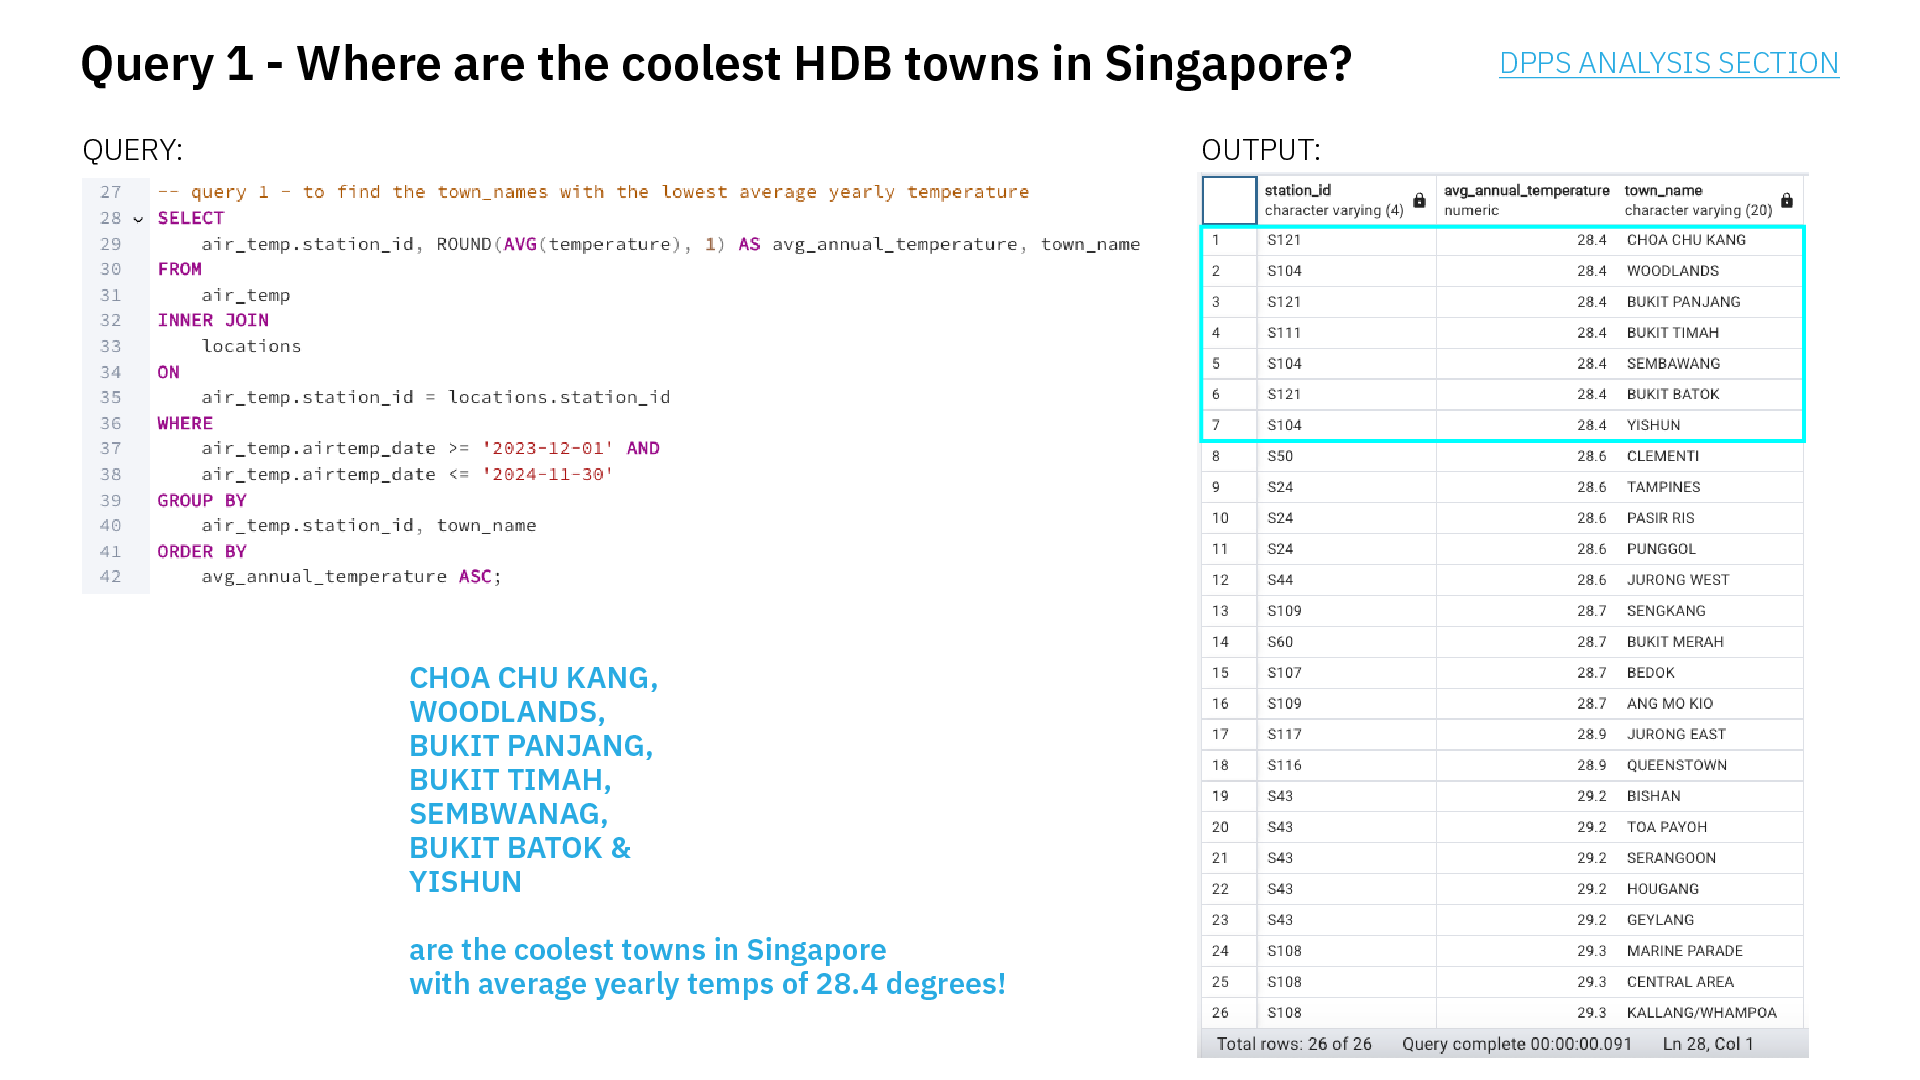 Query 1 - Where are the coolest HDB towns in Singapore?
DPPS ANALYSIS SECTION
QUERY:
27 -- query 1 - to find the town_names with the lowest average yearly temperature
28 SELECT
29 air_temp.station_id, ROUND(AVG(temperature), 1) AS avg_annual_temperature, town_name
30 FROM
31 air_temp
32 INNER JOIN
33 locations
34 ON
35 air_temp.station_id = locations.station_id
36 WHERE
37 air_temp.airtemp_date >= '2023-12-01' AND
38 air_temp.airtemp_date <= '2024-11-30'
39 GROUP BY
40 air_temp.station_id, town_name
41 ORDER BY
42 avg_annual_temperature ASC;
CHOA CHU KANG,
WOODLANDS,
BUKIT PANJANG,
BUKIT TIMAH,
SEMBWANAG,
BUKIT BATOK &
YISHUN
are the coolest towns in Singapore
with average yearly temps of 28.4 degrees!
OUTPUT:
station_id avg_annual_temperature town_name
character varying (4) numeric character varying (20)
1 S121 28.4 CHOA CHU KANG
2 S104 28.4 WOODLANDS
3 S121 28.4 BUKIT PANJANG
4 S111 28.4 BUKIT TIMAH
5 S104 28.4 SEMBAWANG
6 S121 28.4 BUKIT BATOK
7 S104 28.4 YISHUN
8 S50 28.6 CLEMENTI
9 S24 28.6 TAMPINES
10 S24 28.6 PASIR RIS
11 S24 28.6 PUNGGOL
12 S44 28.6 JURONG WEST
13 S109 28.7 SENGKANG
14 S60 28.7 BUKIT MERAH
15 S107 28.7 BEDOK
16 S109 28.7 ANG MO KIO
17 S117 28.9 JURONG EAST
18 S116 28.9 QUEENSTOWN
19 S43 29.2 BISHAN
20 S43 29.2 TOA PAYOH
21 S43 29.2 SERANGOON
22 S43 29.2 HOUGANG
23 S43 29.2 GEYLANG
24 S108 29.3 MARINE PARADE
25 S108 29.3 CENTRAL AREA
26 S108 29.3 KALLANG/WHAMPOA
Total rows: 26 of 26 Query complete 00:00:00.091 Ln 28, Col 1